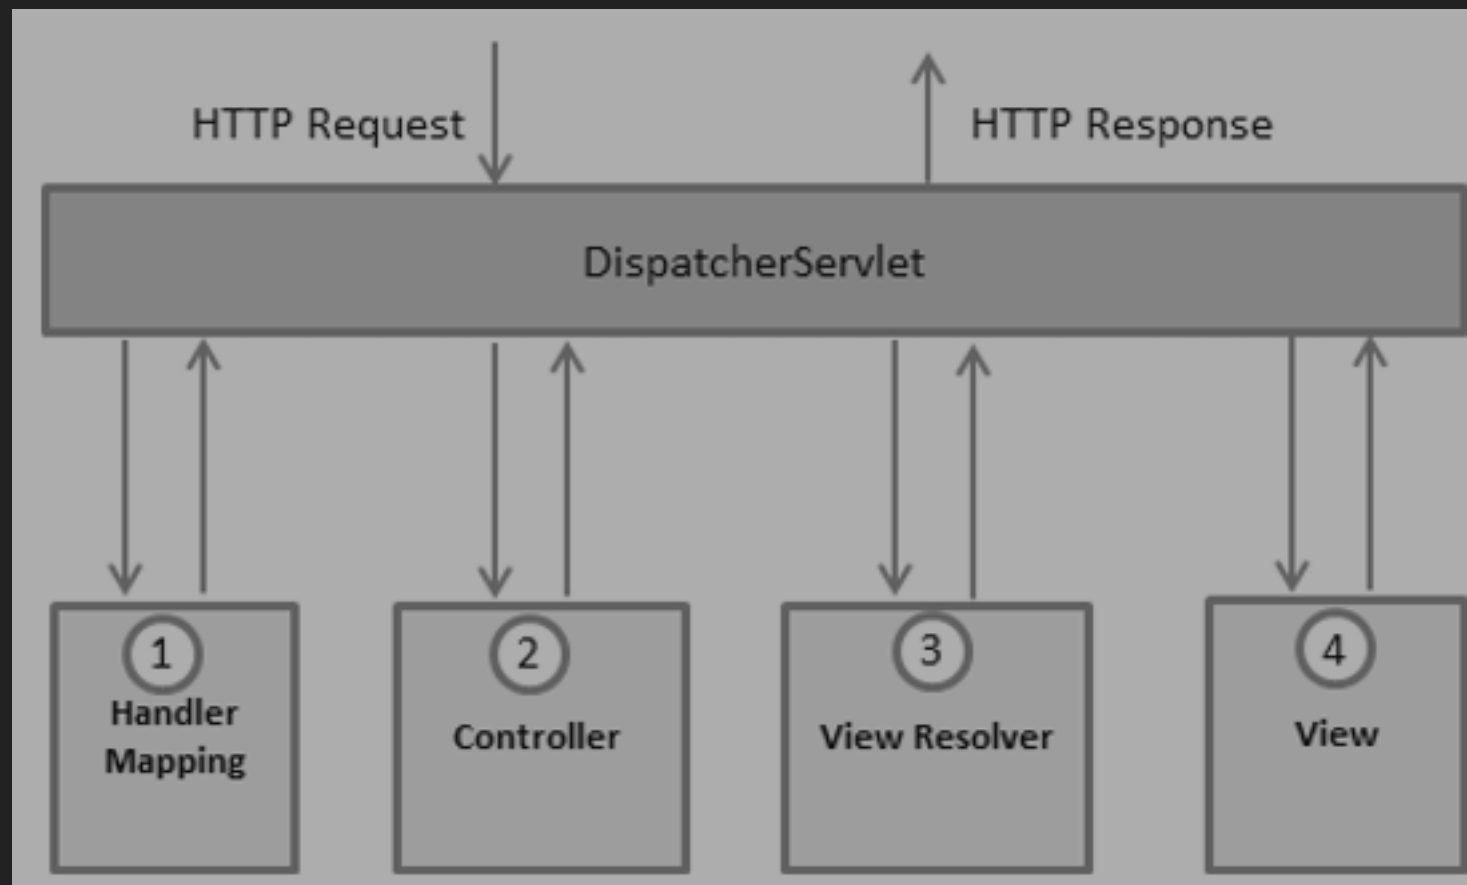 HTTP Request
HTTP Response
DispatcherServlet
1
Handler
Mapping
2
Controller
3
View Resolver
4
View